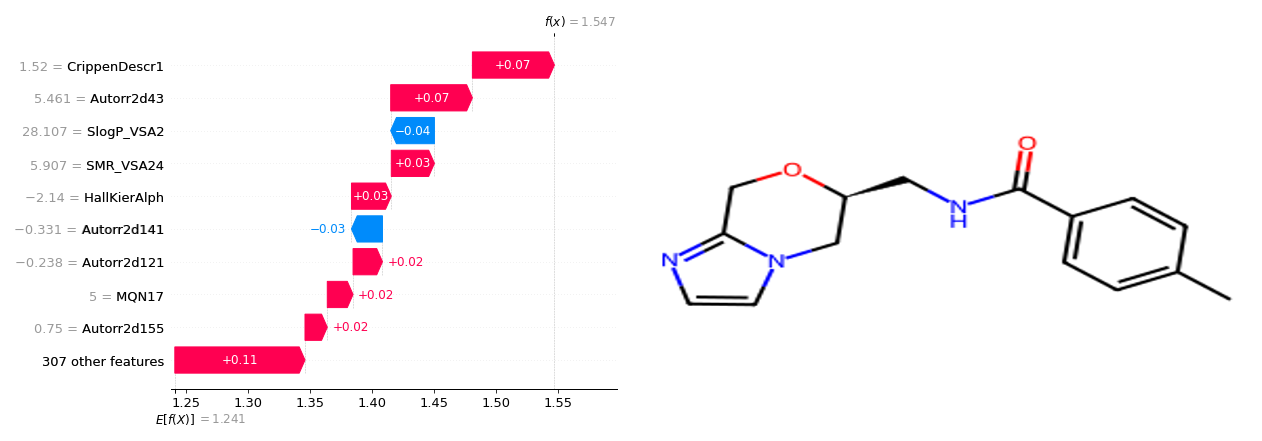 f(x) = 1.547
1.52 = CrippenDescr1 +0.07
5.461 = Autorr2d43 +0.07
28.107 = SlogP_VSA2 −0.04
5.907 = SMR_VSA24 +0.03
−2.14 = HallKierAlph +0.03
−0.331 = Autorr2d141 −0.03
−0.238 = Autorr2d121 +0.02
5 = MQN17 +0.02
0.75 = Autorr2d155 +0.02
307 other features +0.11
1.25 1.30 1.35 1.40 1.45 1.50 1.55
E[f(X)] = 1.241
O
O
N
H
N
N